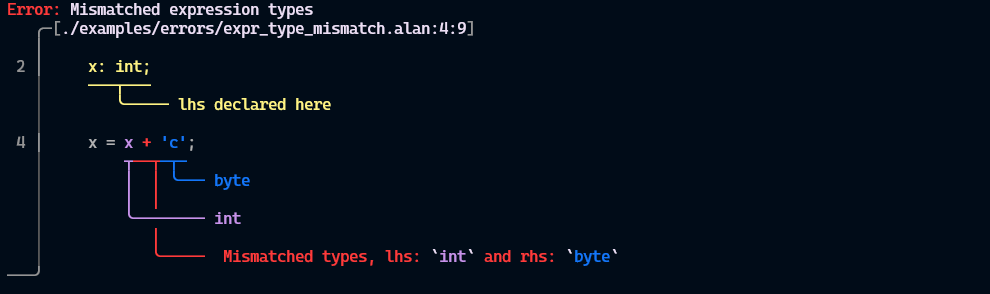 Error: Mismatched expression types
[./examples/errors/expr_type_mismatch.alan:4:9]
2 x: int;
lhs declared here
4 x = x + 'c';
byte
int
Mismatched types, lhs: `int` and rhs: `byte`